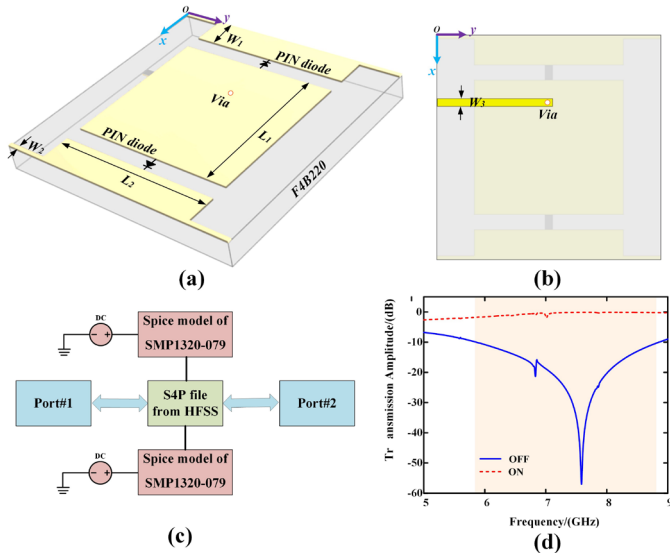 O
y
x
W1
PIN diode
Via
L1
PIN diode
W2
L2
F4B220
(a)
O
y
x
W3
Via
(b)
DC
Spice model of
SMP1320-079
Port#1
S4P file
from HFSS
Port#2
DC
Spice model of
SMP1320-079
(c)
Tr ansmission Amplitude/(dB)
0
-10
-20
-30
-40
-50
-60
OFF
ON
5
6
7
8
9
Frequency/(GHz)
(d)